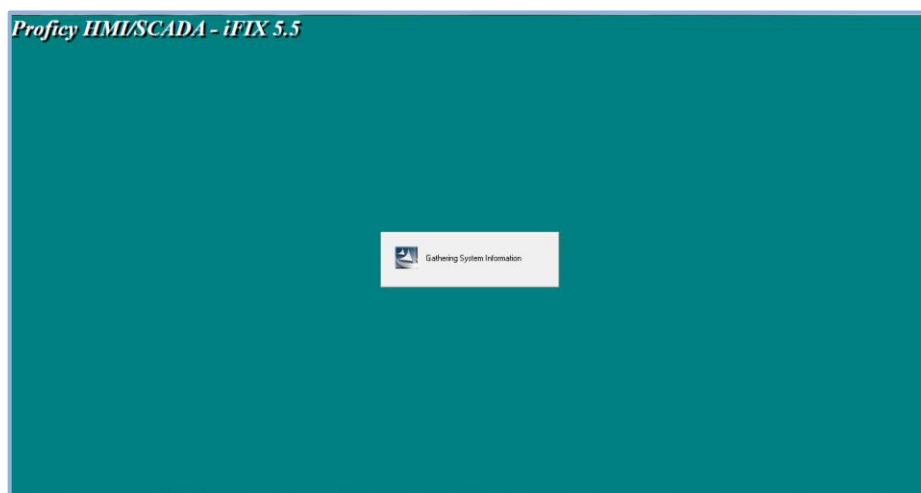 Proficy HMI/SCADA - iFIX 5.5
Gathering System Information